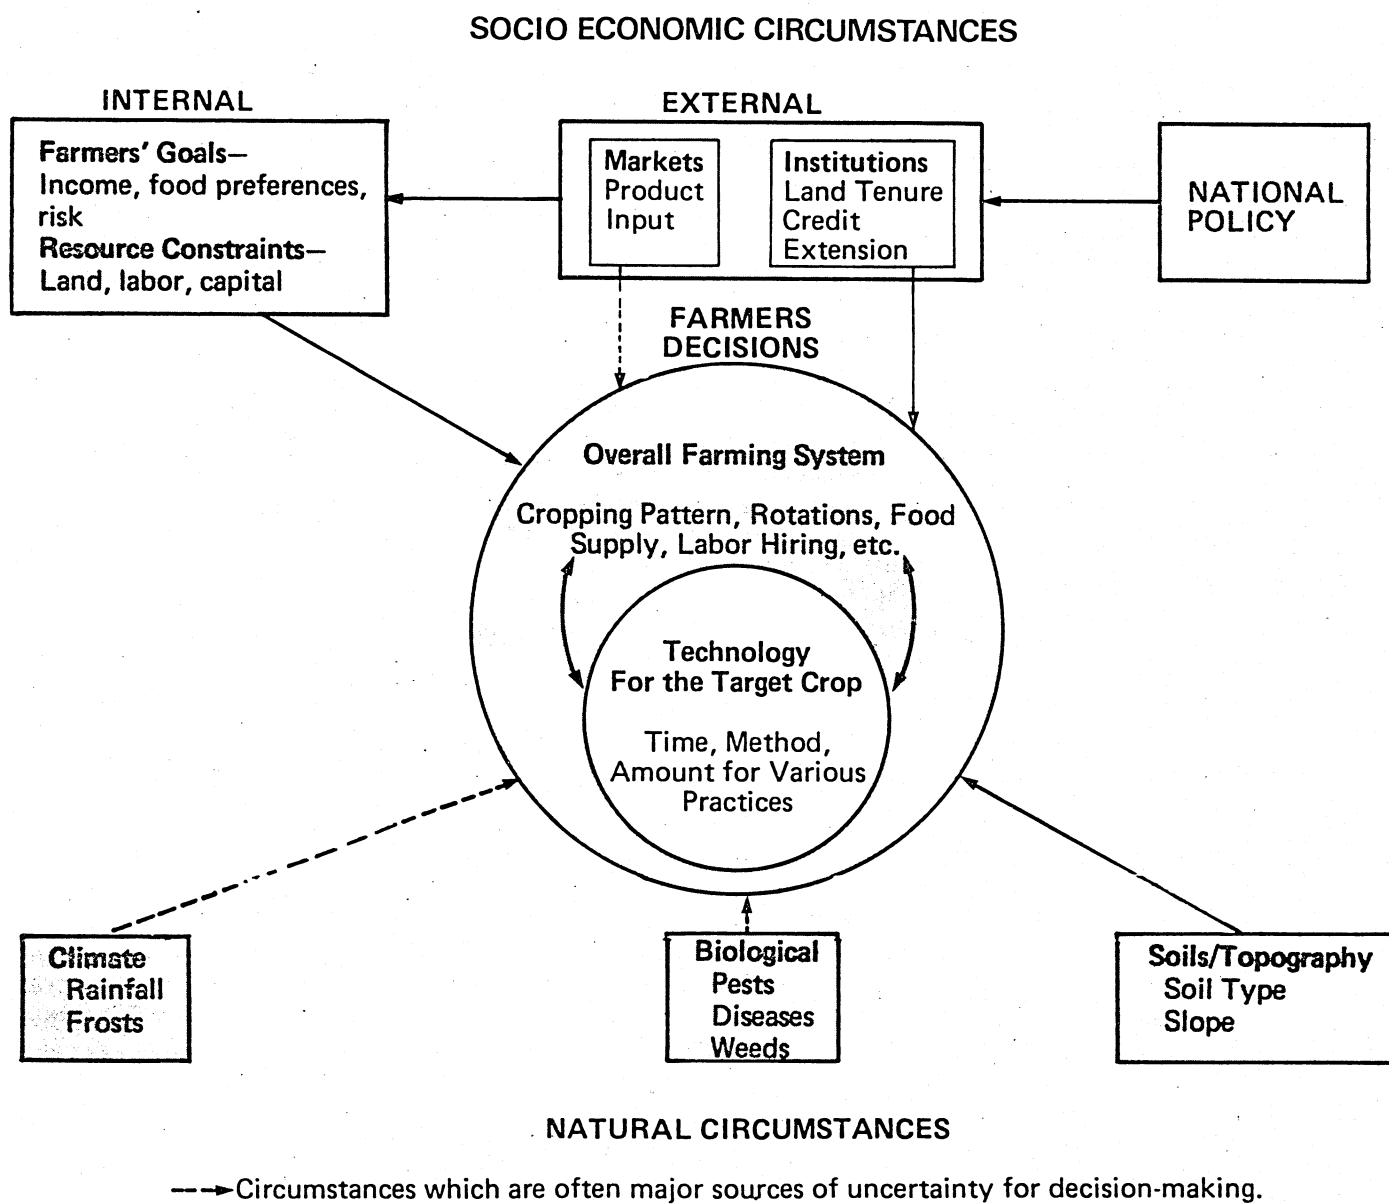 SOCIO ECONOMIC CIRCUMSTANCES
INTERNAL
Farmers' Goals—
Income, food preferences,
risk
Resource Constraints—
Land, labor, capital
EXTERNAL
Markets
Product
Input
Institutions
Land Tenure
Credit
Extension
NATIONAL
POLICY
FARMERS
DECISIONS
Overall Farming System
Cropping Pattern, Rotations, Food
Supply, Labor Hiring, etc.
Technology
For the Target Crop
Time, Method,
Amount for Various
Practices
Climate
Rainfall
Frosts
Biological
Pests
Diseases
Weeds
Soils/Topography
Soil Type
Slope
NATURAL CIRCUMSTANCES
Circumstances which are often major sources of uncertainty for decision-making.